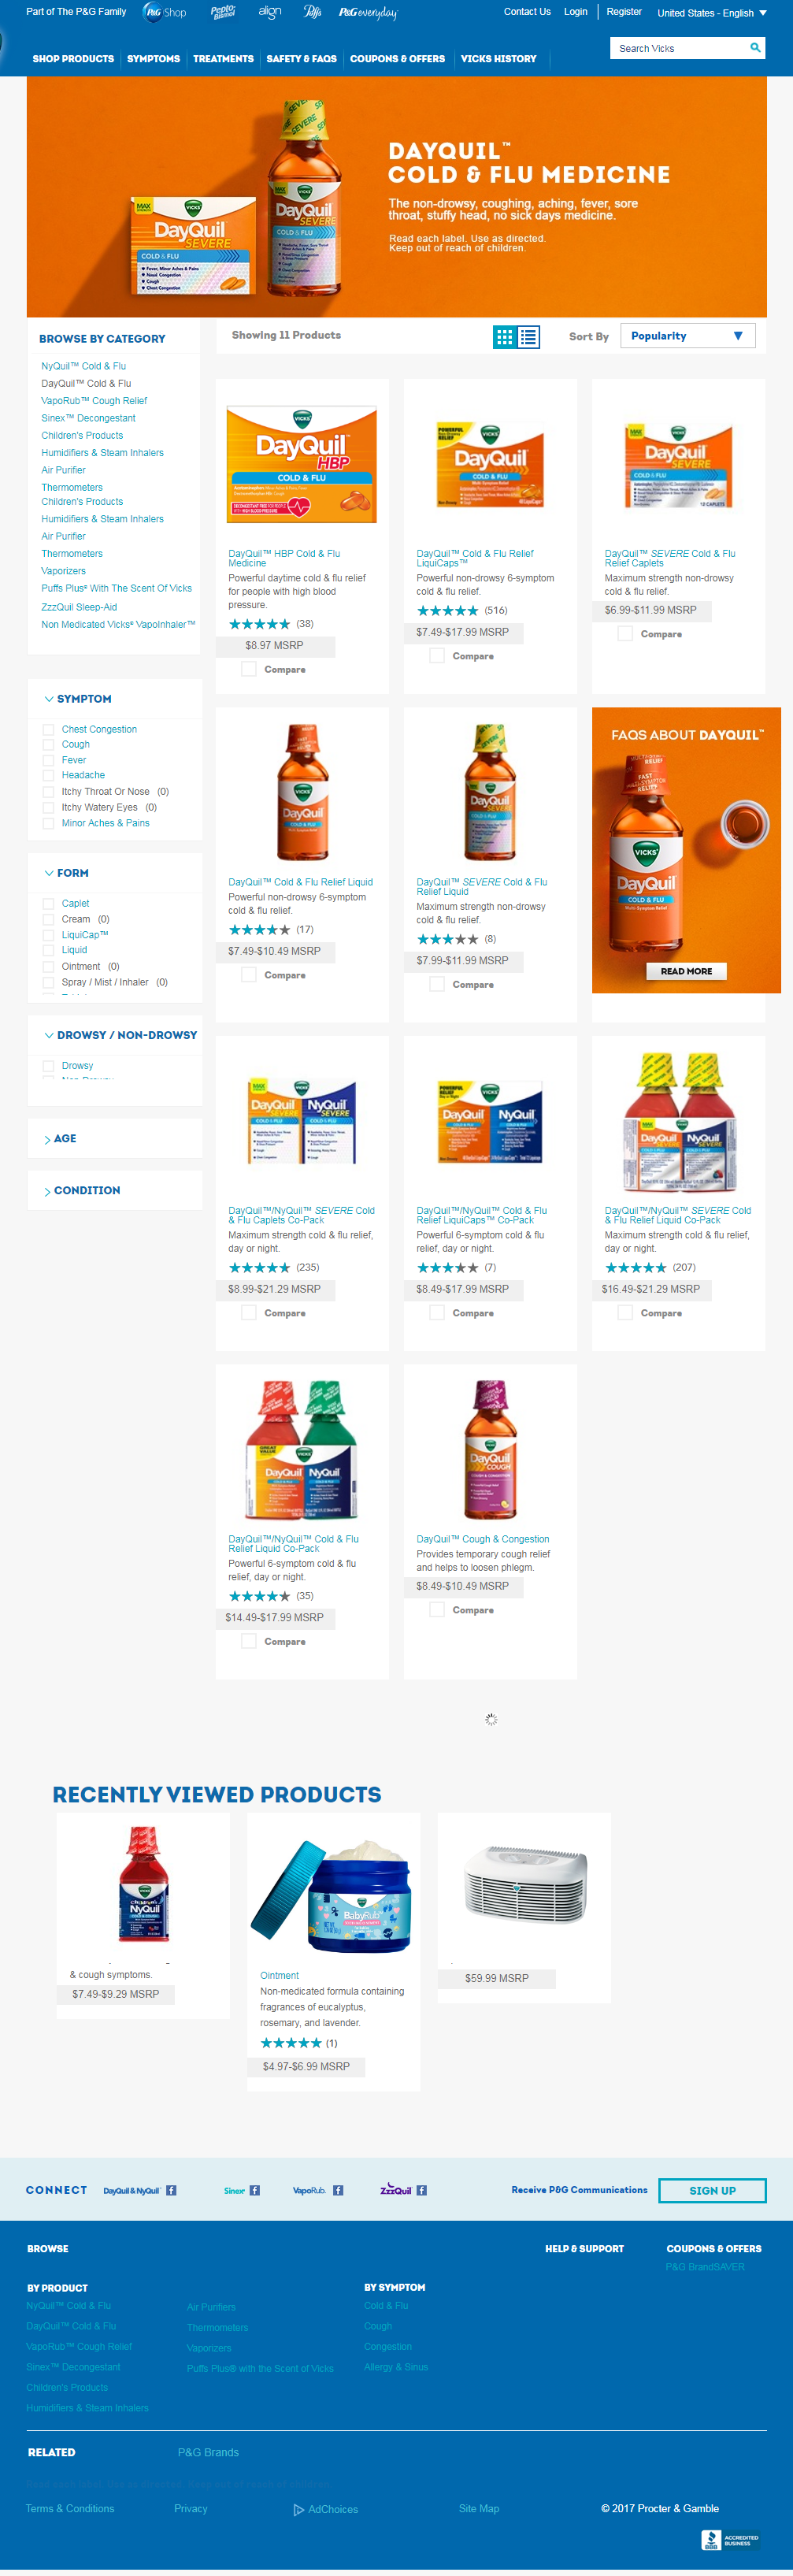 Part of The P&G Family
P&G Shop
Pepto Bismol
align
Puffs
P&G everyday
Contact Us
Login
Register
United States - English
SHOP PRODUCTS
SYMPTOMS
TREATMENTS
SAFETY & FAQS
COUPONS & OFFERS
VICKS HISTORY
Search Vicks
DAYQUIL™
COLD & FLU MEDICINE
The non-drowsy, coughing, aching, fever, sore
throat, stuffy head, no sick days medicine.
Read each label. Use as directed.
Keep out of reach of children.
BROWSE BY CATEGORY
NyQuil™ Cold & Flu
DayQuil™ Cold & Flu
VapoRub™ Cough Relief
Sinex™ Decongestant
Children's Products
Humidifiers & Steam Inhalers
Air Purifier
Thermometers
Children's Products
Humidifiers & Steam Inhalers
Air Purifier
Thermometers
Vaporizers
Puffs Plus® With The Scent Of Vicks
ZzzQuil Sleep-Aid
Non Medicated Vicks® VapoInhaler™
SYMPTOM
Chest Congestion
Cough
Fever
Headache
Itchy Throat Or Nose (0)
Itchy Watery Eyes (0)
Minor Aches & Pains
FORM
Caplet
Cream (0)
LiquiCap™
Liquid
Ointment (0)
Spray / Mist / Inhaler (0)
DROWSY / NON-DROWSY
Drowsy
AGE
CONDITION
Showing 11 Products
Sort By
Popularity
DayQuil™ HBP Cold & Flu
Medicine
Powerful daytime cold & flu relief
for people with high blood
pressure.
(38)
$8.97 MSRP
Compare
DayQuil™ Cold & Flu Relief
LiquiCaps™
Powerful non-drowsy 6-symptom
cold & flu relief.
(516)
$7.49-$17.99 MSRP
Compare
DayQuil™ SEVERE Cold & Flu
Relief Caplets
Maximum strength non-drowsy
cold & flu relief.
$6.99-$11.99 MSRP
Compare
DayQuil™ Cold & Flu Relief Liquid
Powerful non-drowsy 6-symptom
cold & flu relief.
(17)
$7.49-$10.49 MSRP
Compare
DayQuil™ SEVERE Cold & Flu
Relief Liquid
Maximum strength non-drowsy
cold & flu relief.
(8)
$7.99-$11.99 MSRP
Compare
FAQS ABOUT DAYQUIL™
VICKS
DayQuil
COLD & FLU
READ MORE
DayQuil™/NyQuil™ SEVERE Cold
& Flu Caplets Co-Pack
Maximum strength cold & flu relief,
day or night.
(235)
$8.99-$21.29 MSRP
Compare
DayQuil™/NyQuil™ Cold & Flu
Relief LiquiCaps™ Co-Pack
Powerful 6-symptom cold & flu
relief, day or night.
(7)
$8.49-$17.99 MSRP
Compare
DayQuil™/NyQuil™ SEVERE Cold
& Flu Relief Liquid Co-Pack
Maximum strength cold & flu relief,
day or night.
(207)
$16.49-$21.29 MSRP
Compare
DayQuil™/NyQuil™ Cold & Flu
Relief Liquid Co-Pack
Powerful 6-symptom cold & flu
relief, day or night.
(35)
$14.49-$17.99 MSRP
Compare
DayQuil™ Cough & Congestion
Provides temporary cough relief
and helps to loosen phlegm.
$8.49-$10.49 MSRP
Compare
RECENTLY VIEWED PRODUCTS
& cough symptoms.
$7.49-$9.29 MSRP
Ointment
Non-medicated formula containing
fragrances of eucalyptus,
rosemary, and lavender.
(1)
$4.97-$6.99 MSRP
$59.99 MSRP
CONNECT
DayQuil & NyQuil
Sinex
VapoRub
ZzzQuil
Receive P&G Communications
SIGN UP
BROWSE
HELP & SUPPORT
COUPONS & OFFERS
P&G BrandSAVER
BY PRODUCT
NyQuil™ Cold & Flu
DayQuil™ Cold & Flu
VapoRub™ Cough Relief
Sinex™ Decongestant
Children's Products
Humidifiers & Steam Inhalers
Air Purifiers
Thermometers
Vaporizers
Puffs Plus® with the Scent of Vicks
BY SYMPTOM
Cold & Flu
Cough
Congestion
Allergy & Sinus
RELATED
P&G Brands
Terms & Conditions
Privacy
AdChoices
Site Map
© 2017 Procter & Gamble
BBB
ACCREDITED
BUSINESS